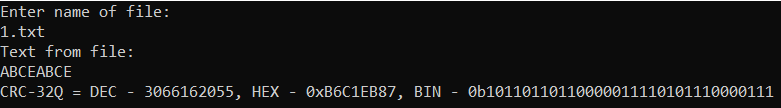 Enter name of file:
1.txt
Text from file:
ABCEABCE
CRC-32Q = DEC - 3066162055, HEX - 0xB6C1EB87, BIN - 0b10110110110000011110101110000111